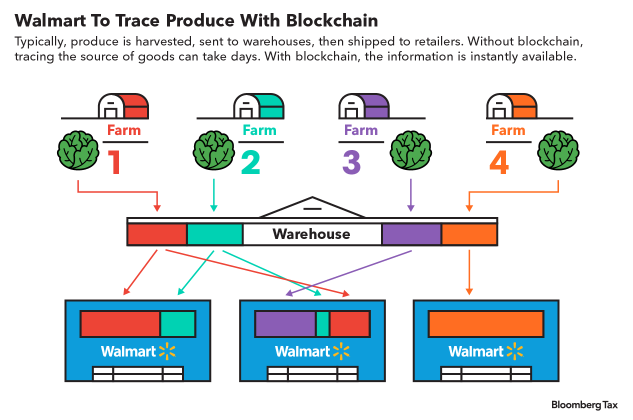 Walmart To Trace Produce With Blockchain
Typically, produce is harvested, sent to warehouses, then shipped to retailers. Without blockchain,
tracing the source of goods can take days. With blockchain, the information is instantly available.
Farm
1
Farm
2
Farm
3
Farm
4
Warehouse
Walmart
Walmart
Walmart
Bloomberg Tax